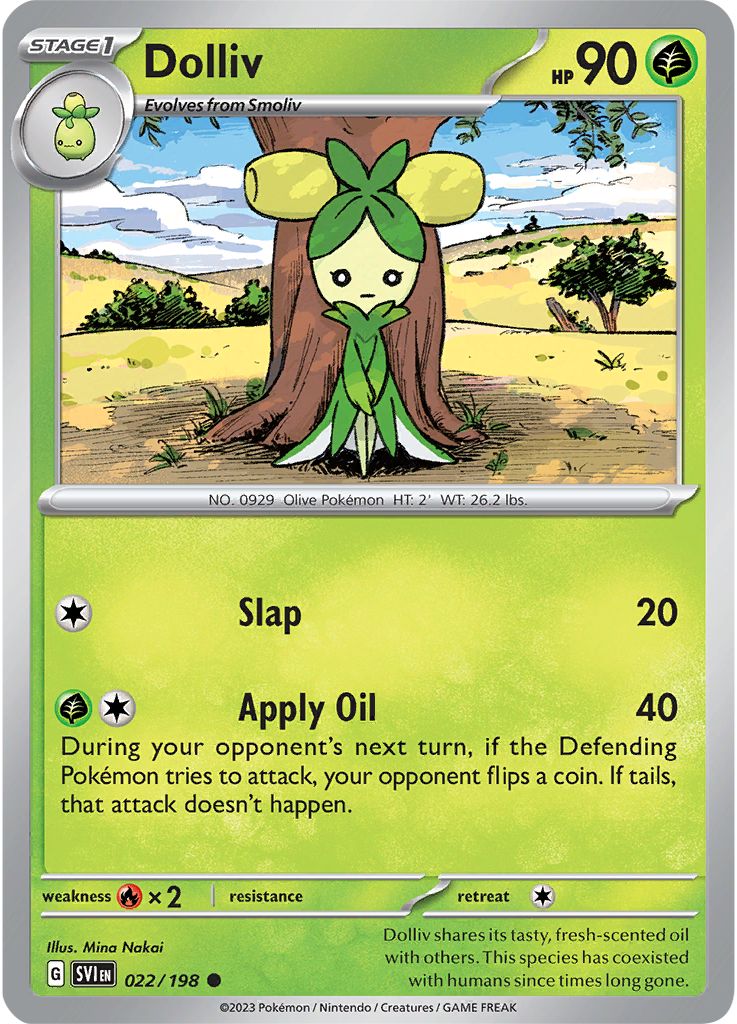 STAGE1
Dolliv
HP 90
Evolves from Smoliv
NO. 0929 Olive Pokémon HT: 2' WT: 26.2 lbs.
Slap 20
Apply Oil 40
During your opponent's next turn, if the Defending
Pokémon tries to attack, your opponent flips a coin. If tails,
that attack doesn't happen.
weakness ×2 resistance retreat
Illus. Mina Nakai
G SVI EN 022/198
Dolliv shares its tasty, fresh-scented oil
with others. This species has coexisted
with humans since times long gone.
©2023 Pokémon / Nintendo / Creatures / GAME FREAK